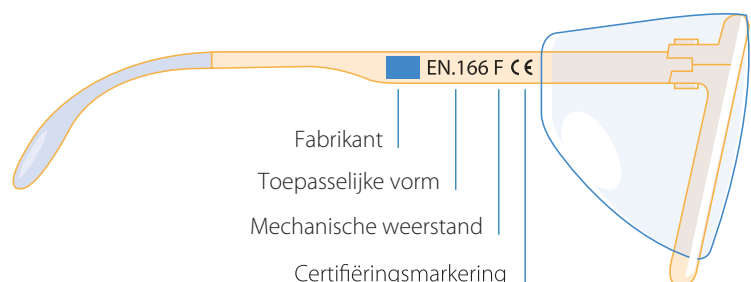 EN.166 F CE
Fabrikant
Toepasselijke vorm
Mechanische weerstand
Certifiëringsmarkering